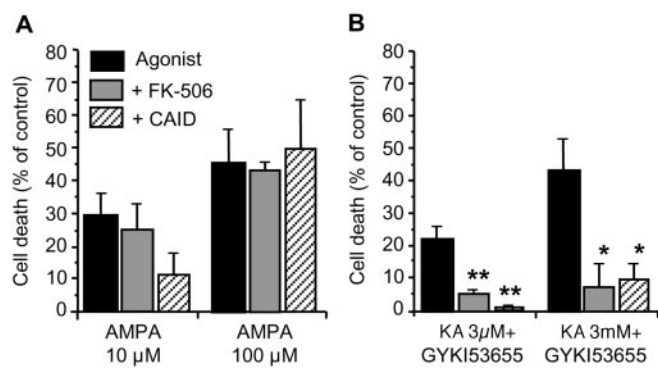 A
Cell death (% of control)
80
70
60
50
40
30
20
10
0
Agonist
+ FK-506
+ CAID
AMPA
10 µM
AMPA
100 µM
B
Cell death (% of control)
80
70
60
50
40
30
20
10
0
**
**
*
*
KA 3µM+
GYKI53655
KA 3mM+
GYKI53655